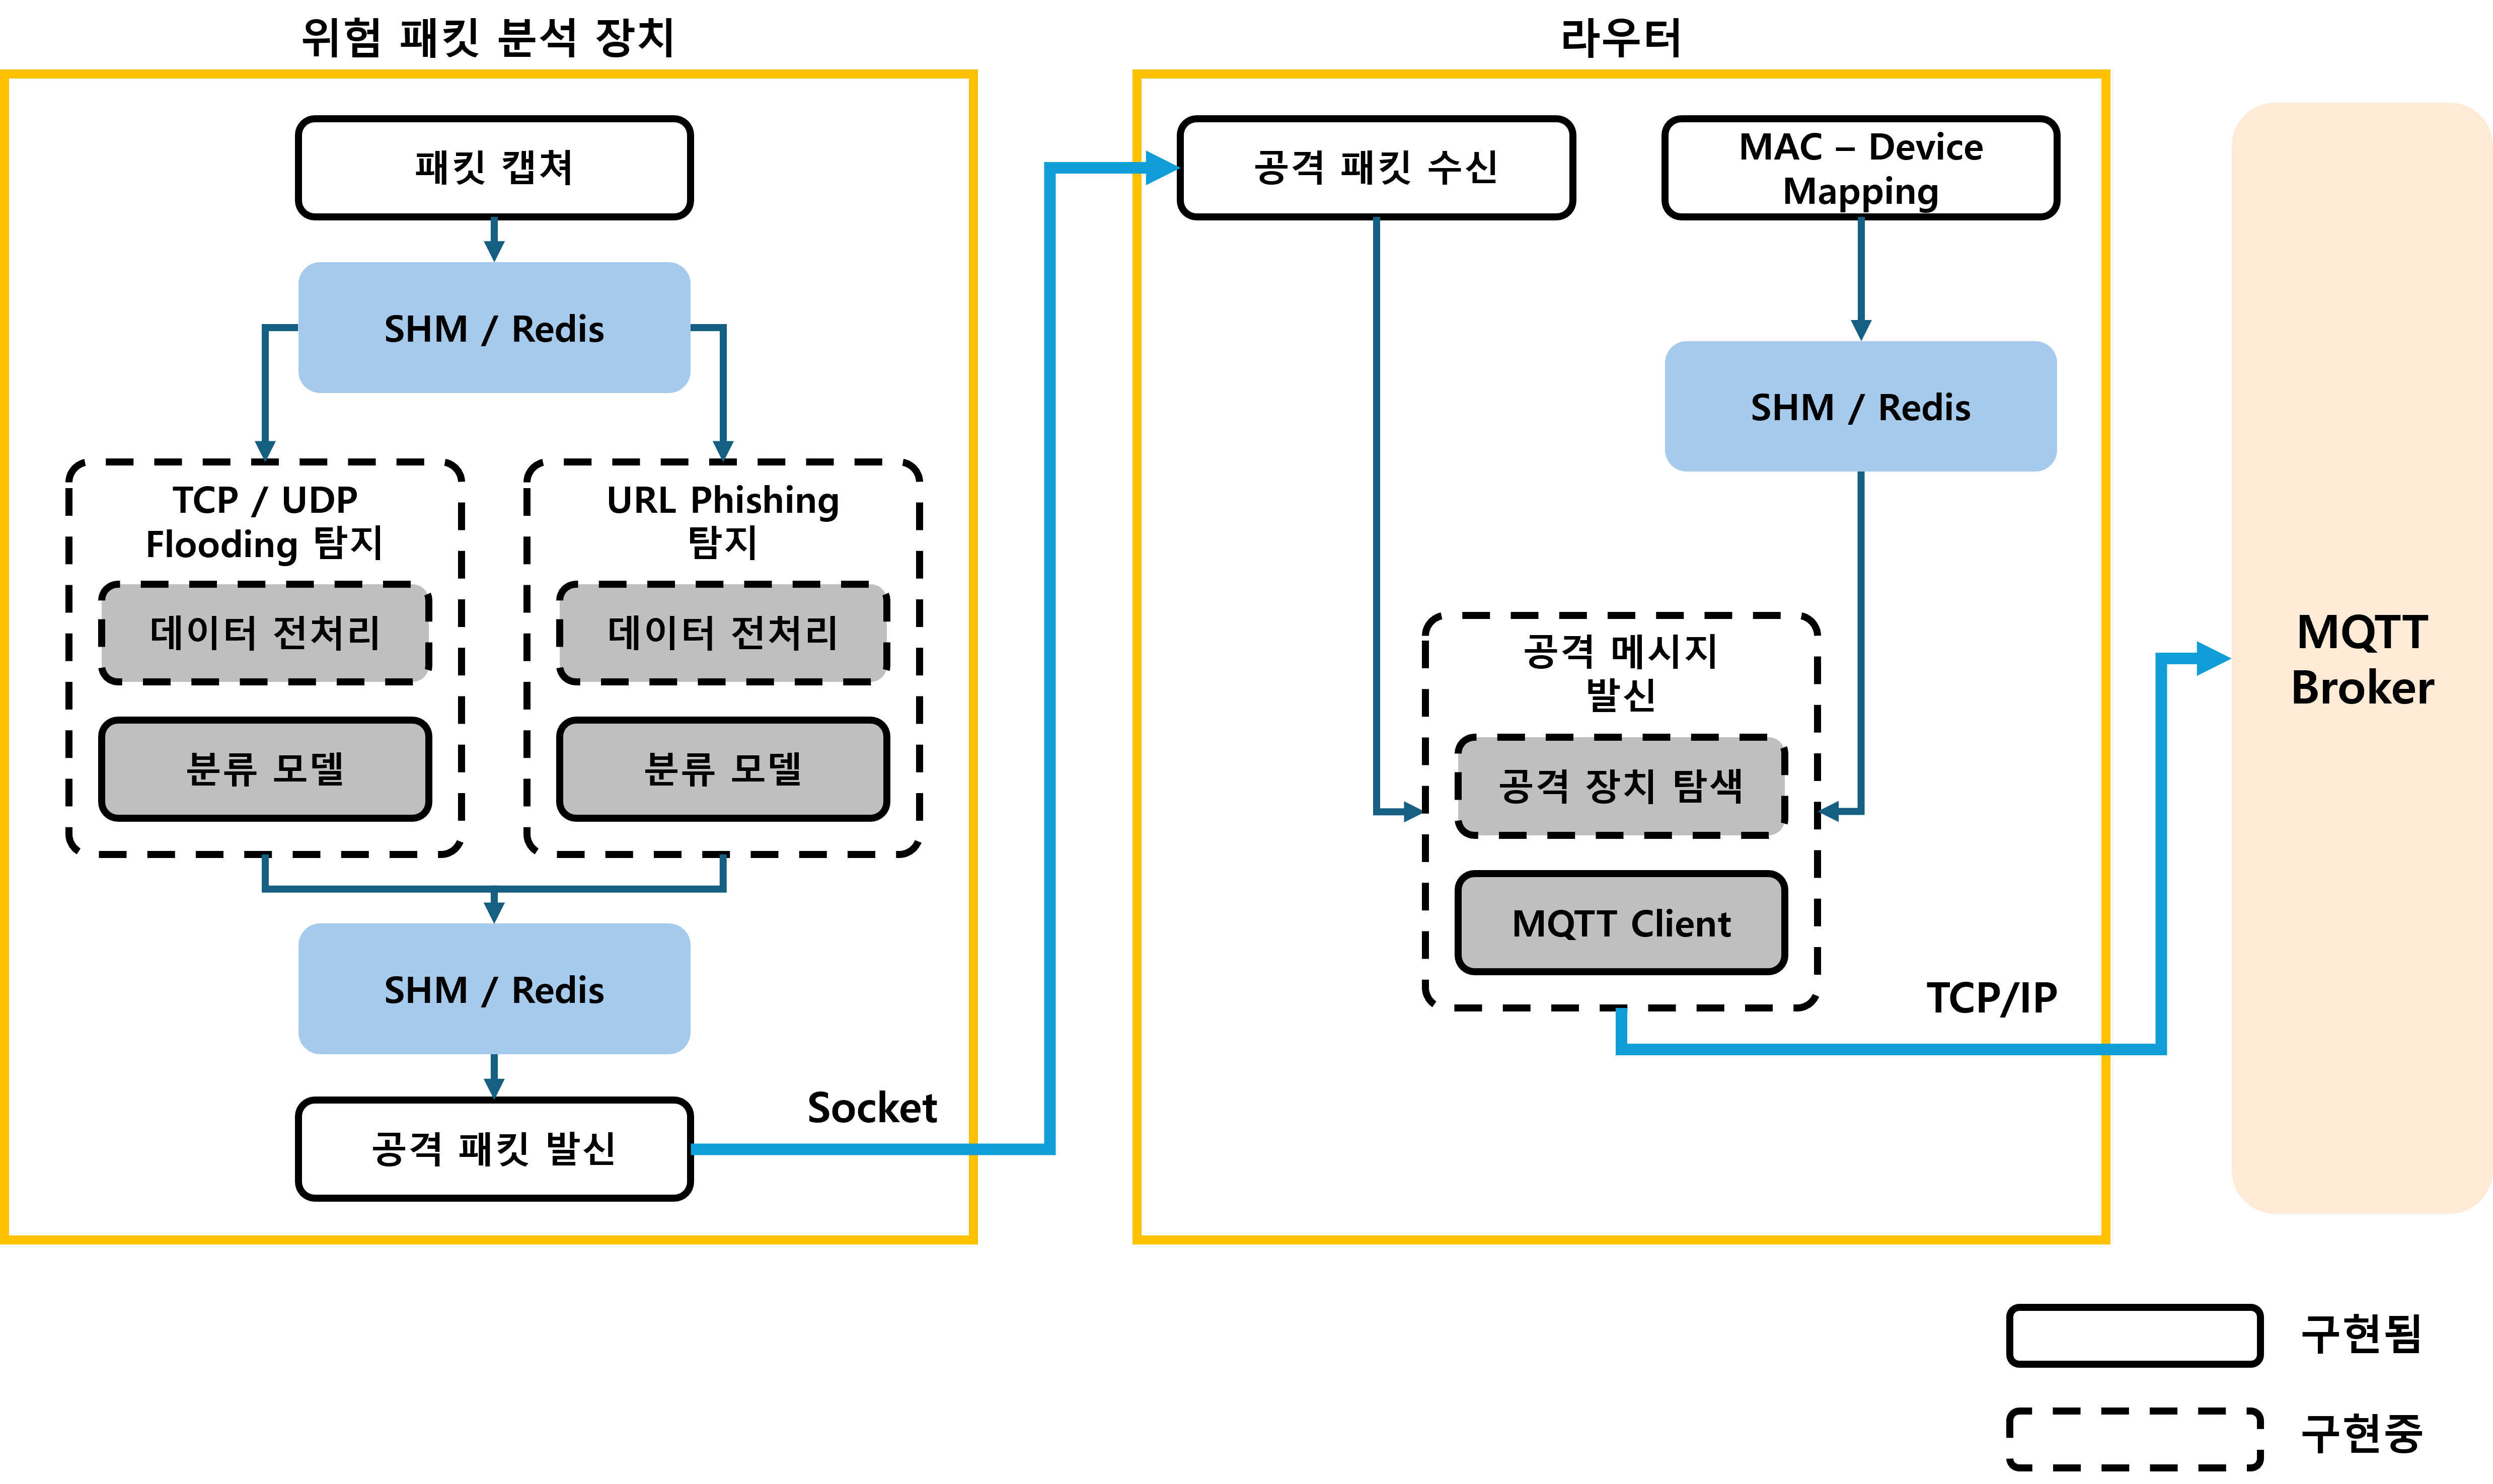 위험 패킷 분석 장치
패킷 캡쳐
SHM / Redis
TCP / UDP
Flooding 탐지
데이터 전처리
분류 모델
URL Phishing
탐지
데이터 전처리
분류 모델
SHM / Redis
공격 패킷 발신
Socket
라우터
공격 패킷 수신
MAC – Device
Mapping
SHM / Redis
공격 메시지
발신
공격 장치 탐색
MQTT Client
TCP/IP
MQTT
Broker
구현됨
구현중